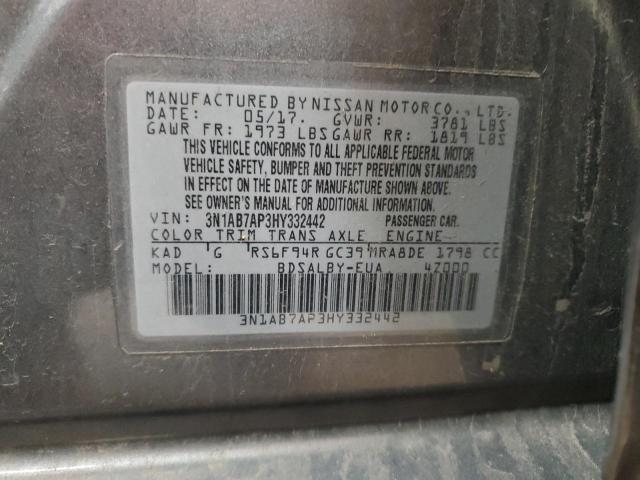 MANUFACTURED BY NISSAN MOTOR CO., LTD.
DATE: 05/17. GVWR: 3781 LBS
GAWR FR: 1973 LBS GAWR RR: 1819 LBS
THIS VEHICLE CONFORMS TO ALL APPLICABLE FEDERAL MOTOR
VEHICLE SAFETY, BUMPER AND THEFT PREVENTION STANDARDS
IN EFFECT ON THE DATE OF MANUFACTURE SHOWN ABOVE.
SEE OWNER'S MANUAL FOR ADDITIONAL INFORMATION.
VIN: 3N1AB7AP3HY332442 PASSENGER CAR.
COLOR TRIM TRANS AXLE ENGINE
KAD G RS6F94R GC39 MRA8DE 1798 CC
MODEL: BDSALBY-EUA 4Z000
3N1AB7AP3HY332442